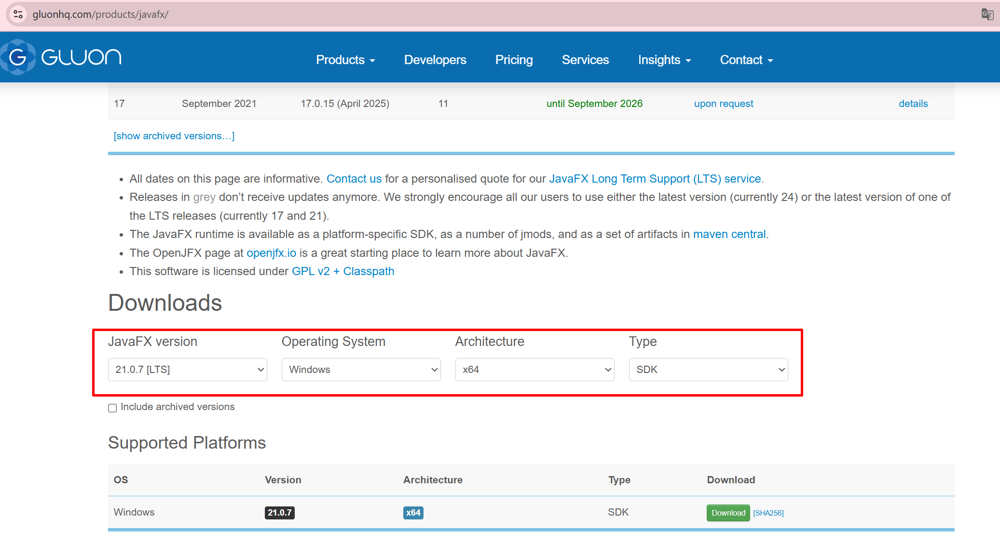 gluonhq.com/products/javafx/
G GLUON Products Developers Pricing Services Insights Contact
17 September 2021 17.0.15 (April 2025) 11 until September 2026 upon request details
[show archived versions…]
All dates on this page are informative. Contact us for a personalised quote for our JavaFX Long Term Support (LTS) service.
Releases in grey don’t receive updates anymore. We strongly encourage all our users to use either the latest version (currently 24) or the latest version of one of
the LTS releases (currently 17 and 21).
The JavaFX runtime is available as a platform-specific SDK, as a number of jmods, and as a set of artifacts in maven central.
The OpenJFX page at openjfx.io is a great starting place to learn more about JavaFX.
This software is licensed under GPL v2 + Classpath
Downloads
JavaFX version Operating System Architecture Type
21.0.7 [LTS] Windows x64 SDK
Include archived versions
Supported Platforms
OS Version Architecture Type Download
Windows 21.0.7 x64 SDK Download [SHA256]